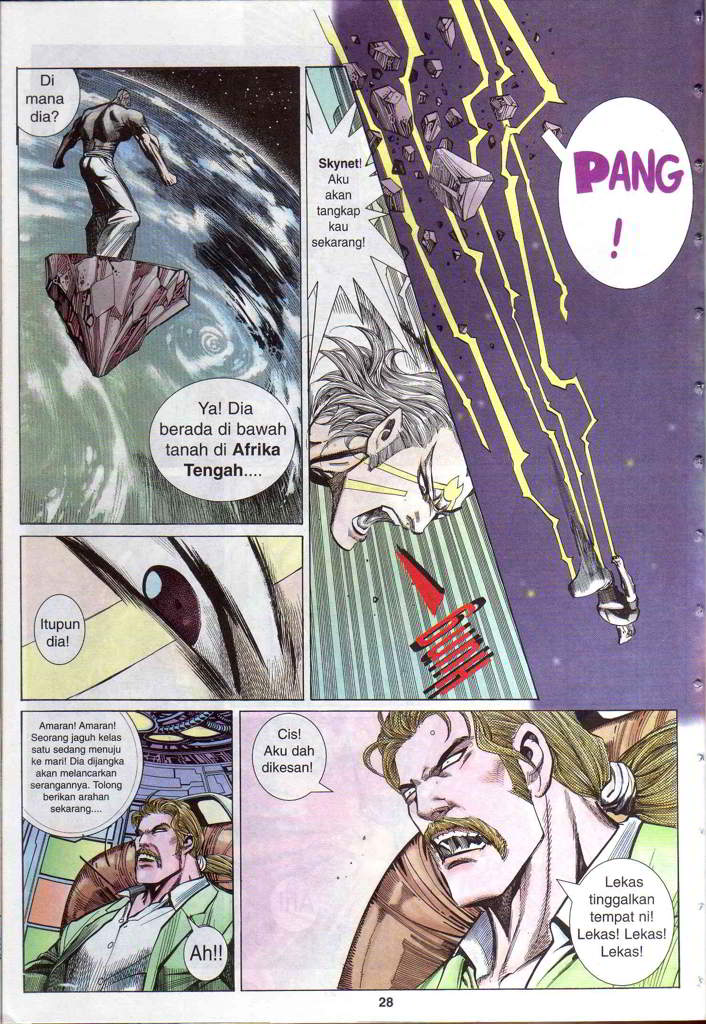 Di
mana
dia?
Ya! Dia
berada di bawah
tanah di Afrika
Tengah....
Skynet!
Aku
akan
tangkap
kau
sekarang!
PANG
!
Itupun
dia!
Amaran! Amaran!
Seorang jaguh kelas
satu sedang menuju
ke mari! Dia dijangka
akan melancarkan
serangannya. Tolong
berikan arahan
sekarang....
Ah!!
Cis!
Aku dah
dikesan!
Lekas
tinggalkan
tempat ni!
Lekas! Lekas!
Lekas!
28